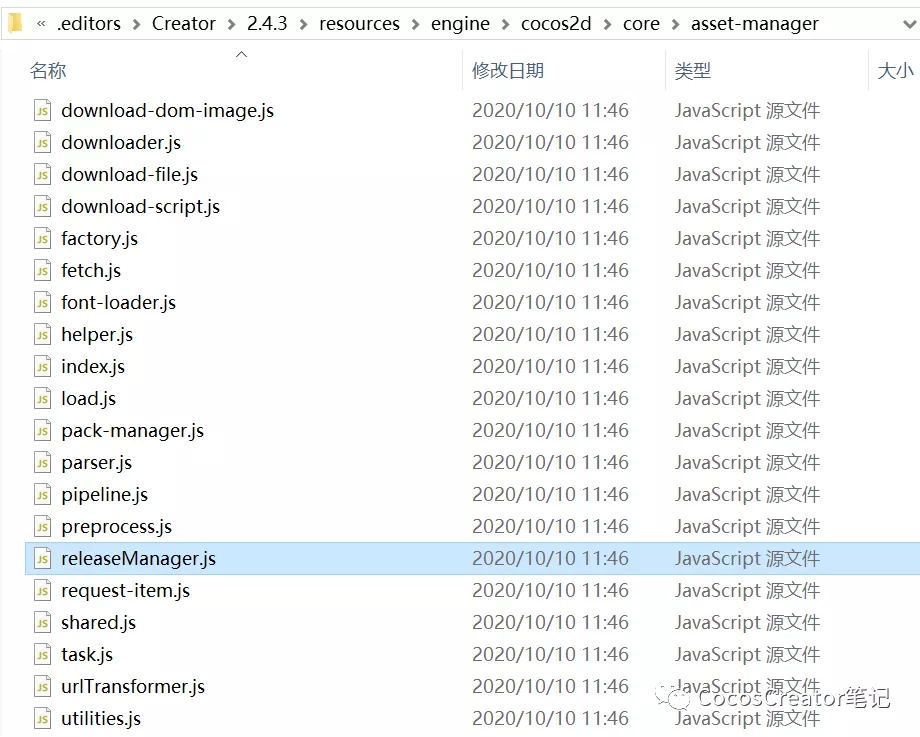 « .editors > Creator > 2.4.3 > resources > engine > cocos2d > core > asset-manager
名称 修改日期 类型 大小
download-dom-image.js 2020/10/10 11:46 JavaScript 源文件
downloader.js 2020/10/10 11:46 JavaScript 源文件
download-file.js 2020/10/10 11:46 JavaScript 源文件
download-script.js 2020/10/10 11:46 JavaScript 源文件
factory.js 2020/10/10 11:46 JavaScript 源文件
fetch.js 2020/10/10 11:46 JavaScript 源文件
font-loader.js 2020/10/10 11:46 JavaScript 源文件
helper.js 2020/10/10 11:46 JavaScript 源文件
index.js 2020/10/10 11:46 JavaScript 源文件
load.js 2020/10/10 11:46 JavaScript 源文件
pack-manager.js 2020/10/10 11:46 JavaScript 源文件
parser.js 2020/10/10 11:46 JavaScript 源文件
pipeline.js 2020/10/10 11:46 JavaScript 源文件
preprocess.js 2020/10/10 11:46 JavaScript 源文件
releaseManager.js 2020/10/10 11:46 JavaScript 源文件
request-item.js 2020/10/10 11:46 JavaScript 源文件
shared.js 2020/10/10 11:46 JavaScript 源文件
task.js 2020/10/10 11:46 JavaScript 源文件
urlTransformer.js 2020/10/10 11:46 JavaScript 源文件
CocosCreator笔记
utilities.js 2020/10/10 11:46 JavaScript 源文件